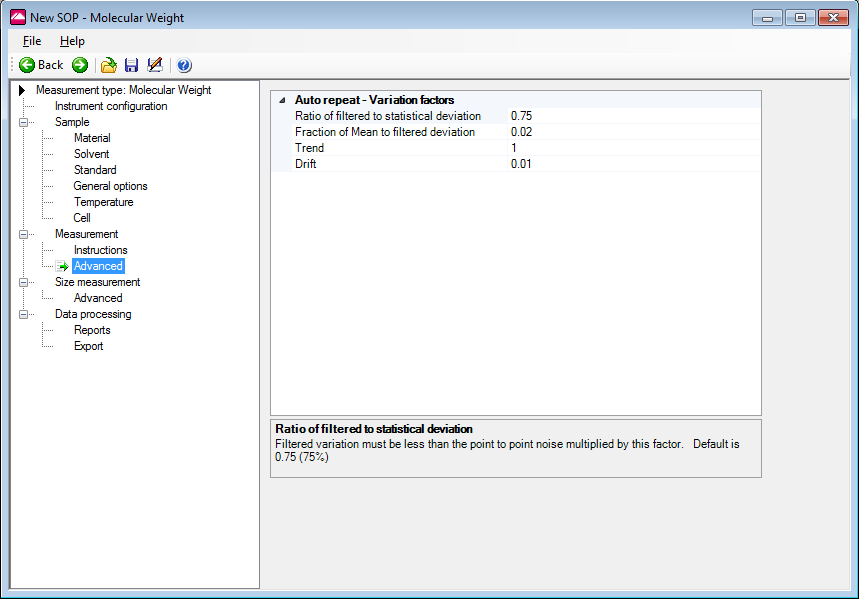 New SOP - Molecular Weight
File Help
Back
Measurement type: Molecular Weight
Instrument configuration
Sample
Material
Solvent
Standard
General options
Temperature
Cell
Measurement
Instructions
Advanced
Size measurement
Advanced
Data processing
Reports
Export
Auto repeat - Variation factors
Ratio of filtered to statistical deviation 0.75
Fraction of Mean to filtered deviation 0.02
Trend 1
Drift 0.01
Ratio of filtered to statistical deviation
Filtered variation must be less than the point to point noise multiplied by this factor. Default is
0.75 (75%)